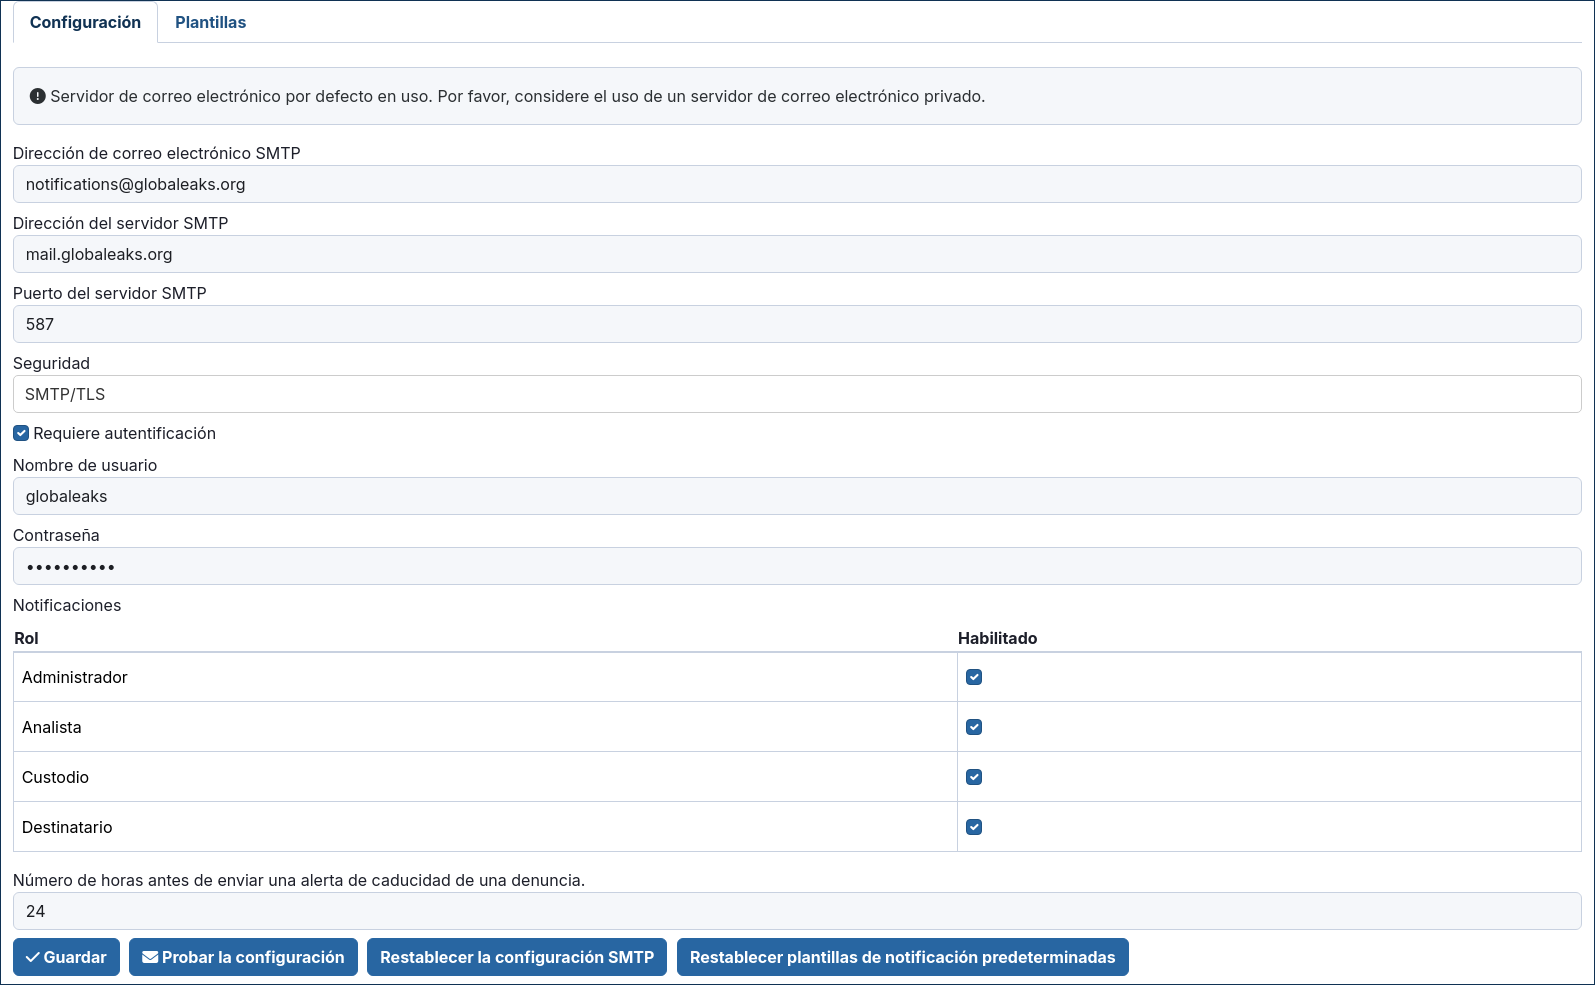 Configuración Plantillas
Servidor de correo electrónico por defecto en uso. Por favor, considere el uso de un servidor de correo electrónico privado.
Dirección de correo electrónico SMTP
notifications@globaleaks.org
Dirección del servidor SMTP
mail.globaleaks.org
Puerto del servidor SMTP
587
Seguridad
SMTP/TLS
Requiere autentificación
Nombre de usuario
globaleaks
Contraseña
••••••••••
Notificaciones
Rol Habilitado
Administrador
Analista
Custodio
Destinatario
Número de horas antes de enviar una alerta de caducidad de una denuncia.
24
Guardar Probar la configuración Restablecer la configuración SMTP Restablecer plantillas de notificación predeterminadas